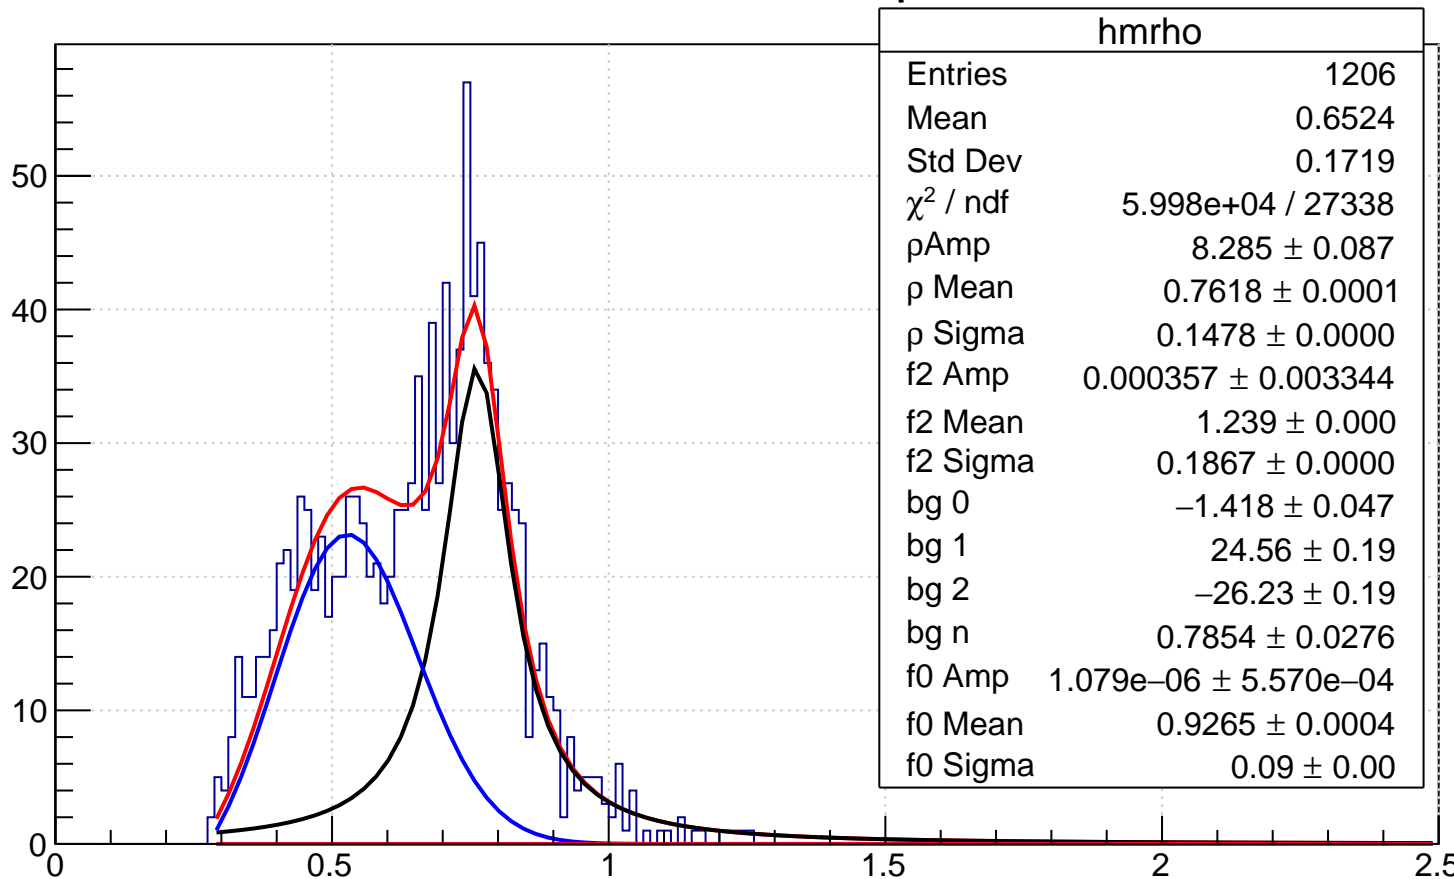 hmrho
Entries 1206
Mean 0.6524
Std Dev 0.1719
χ² / ndf 5.998e+04 / 27338
ρAmp 8.285 ± 0.087
ρ Mean 0.7618 ± 0.0001
ρ Sigma 0.1478 ± 0.0000
f2 Amp 0.000357 ± 0.003344
f2 Mean 1.239 ± 0.000
f2 Sigma 0.1867 ± 0.0000
bg 0 −1.418 ± 0.047
bg 1 24.56 ± 0.19
bg 2 −26.23 ± 0.19
bg n 0.7854 ± 0.0276
f0 Amp 1.079e−06 ± 5.570e−04
f0 Mean 0.9265 ± 0.0004
f0 Sigma 0.09 ± 0.00
50
40
30
20
10
0
0 0.5 1 1.5 2 2.5